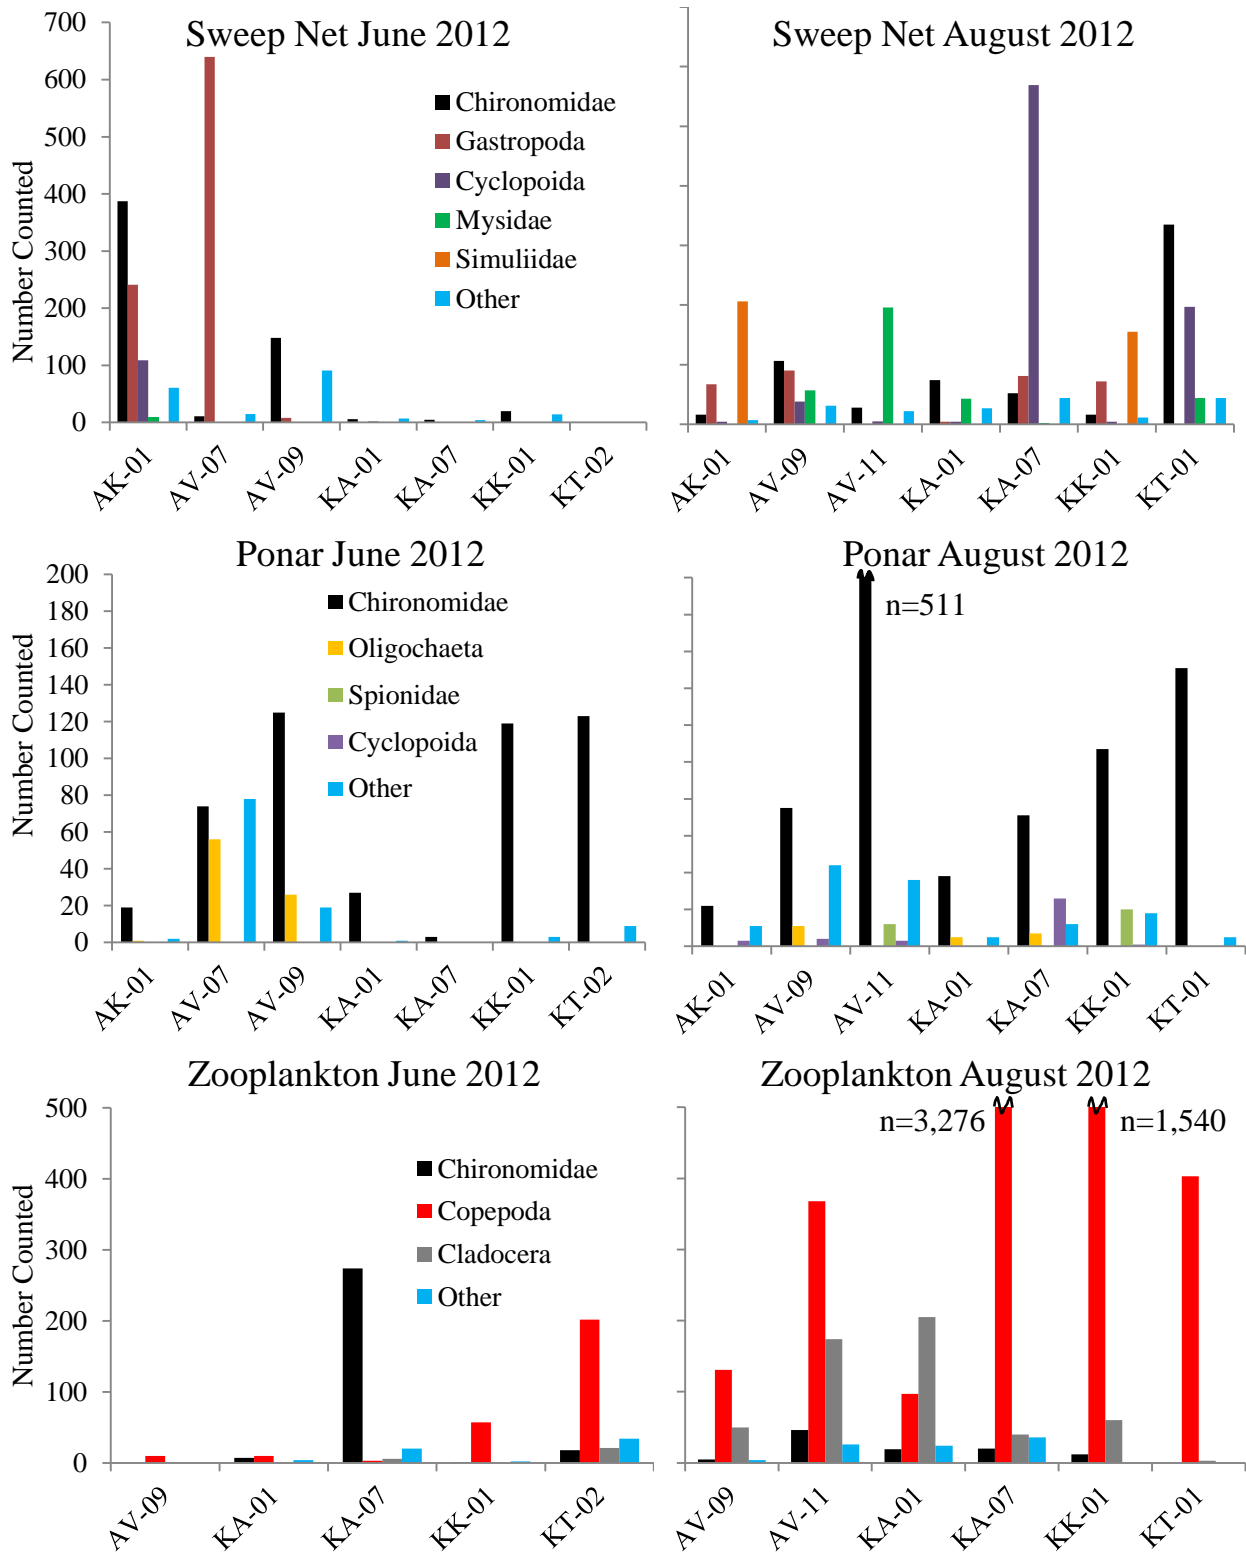 Sweep Net June 2012
Number Counted
700
600
500
400
300
200
100
0
Chironomidae
Gastropoda
Cyclopoida
Mysidae
Simuliidae
Other
AK-01
AV-07
AV-09
KA-01
KA-07
KK-01
KT-02
Sweep Net August 2012
AK-01
AV-09
AV-11
KA-01
KA-07
KK-01
KT-01
Ponar June 2012
Number Counted
200
180
160
140
120
100
80
60
40
20
0
Chironomidae
Oligochaeta
Spionidae
Cyclopoida
Other
AK-01
AV-07
AV-09
KA-01
KA-07
KK-01
KT-02
Ponar August 2012
n=511
AK-01
AV-09
AV-11
KA-01
KA-07
KK-01
KT-01
Zooplankton June 2012
Number Counted
500
400
300
200
100
0
Chironomidae
Copepoda
Cladocera
Other
AV-09
KA-01
KA-07
KK-01
KT-02
Zooplankton August 2012
n=3,276
n=1,540
AV-09
AV-11
KA-01
KA-07
KK-01
KT-01